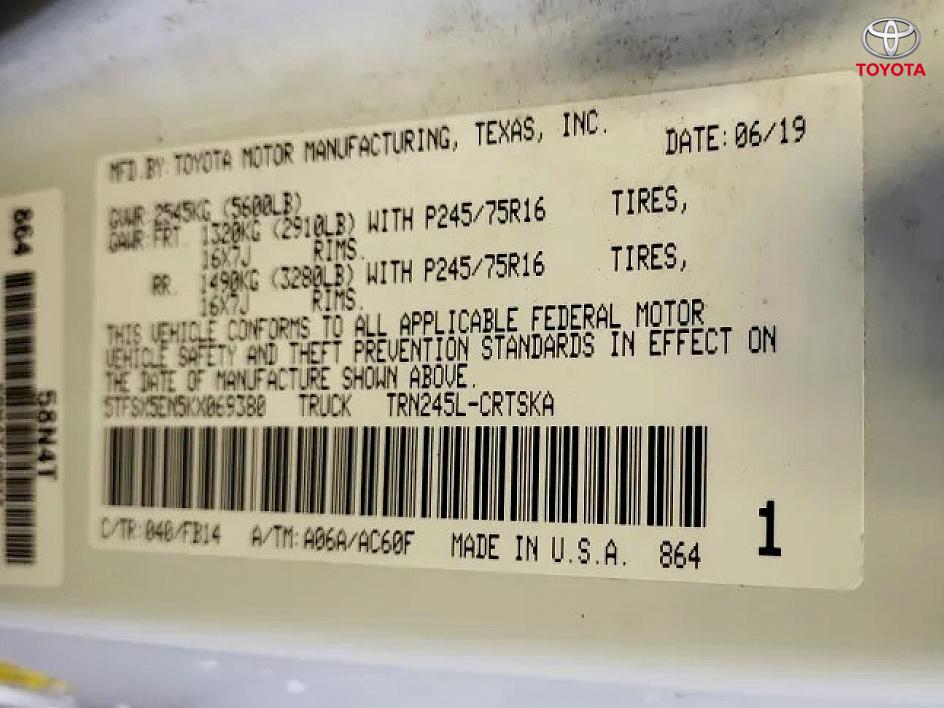 TOYOTA
MFD.BY:TOYOTA MOTOR MANUFACTURING, TEXAS, INC. DATE:06/19
GVWR:2545KG (5600LB)
GAWR:FRT. 1320KG (2910LB) WITH P245/75R16 TIRES,
16X7J RIMS.
RR. 1490KG (3280LB) WITH P245/75R16 TIRES,
16X7J RIMS.
THIS VEHICLE CONFORMS TO ALL APPLICABLE FEDERAL MOTOR
VEHICLE SAFETY AND THEFT PREVENTION STANDARDS IN EFFECT ON
THE DATE OF MANUFACTURE SHOWN ABOVE.
5TFSX5EN5KX069380 TRUCK TRN245L-CRTSKA
C/TR:040/FB14 A/TM:A06A/AC60F MADE IN U.S.A. 864
1
864
58N4T